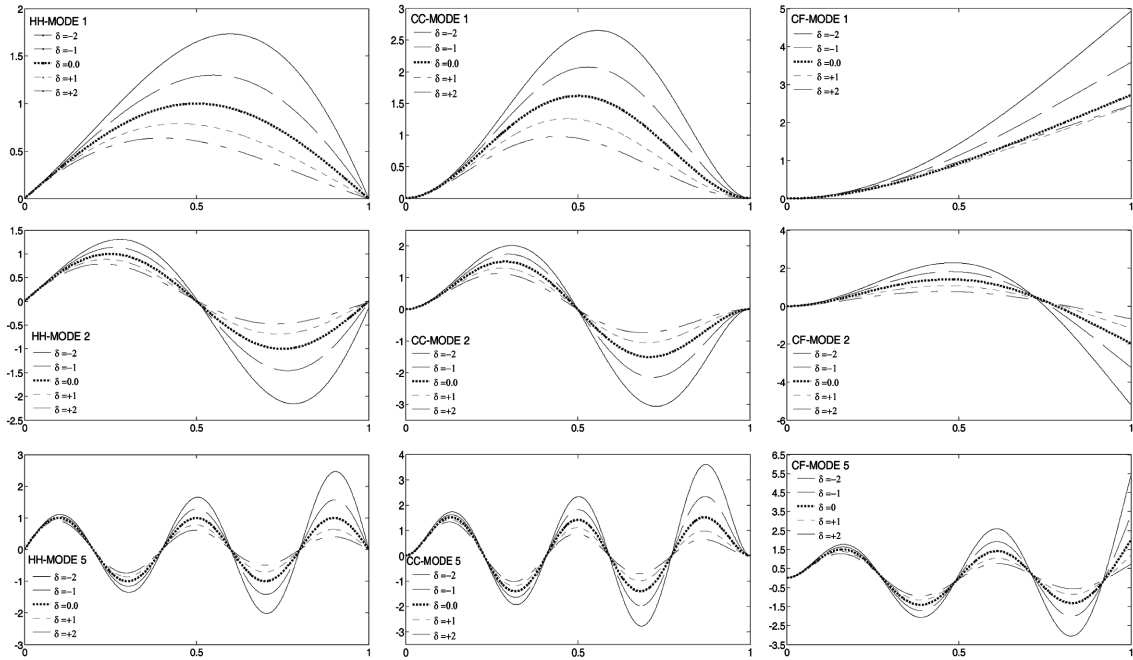 2
1.5
1
0.5
0
0
0.5
1
HH-MODE 1
δ =-2
δ =-1
δ =0.0
δ =+1
δ =+2
3
2.5
2
1.5
1
0.5
0
0
0.5
1
CC-MODE 1
δ =-2
δ =-1
δ =0.0
δ =+1
δ =+2
5
4
3
2
1
0
0
0.5
1
CF-MODE 1
δ =-2
δ =-1
δ =0.0
δ =+1
δ =+2
1.5
1
0.5
0
-0.5
-1
-1.5
-2
-2.5
0
0.5
1
HH-MODE 2
δ =-2
δ =-1
δ =0.0
δ =+1
δ =+2
2
1
0
-1
-2
-3
0
0.5
1
CC-MODE 2
δ =-2
δ =-1
δ =0.0
δ =+1
δ =+2
4
2
0
-2
-4
-6
0
0.5
1
CF-MODE 2
δ =-2
δ =-1
δ =0.0
δ =+1
δ =+2
3
2
1
0
-1
-2
-3
0
0.5
1
HH-MODE 5
δ =-2
δ =-1
δ =0.0
δ =+1
δ =+2
4
3
2
1
0
-1
-2
-3
0
0.5
1
CC-MODE 5
δ =-2
δ =-1
δ =0.0
δ =+1
δ =+2
6.5
5.5
4.5
3.5
2.5
1.5
0.5
-0.5
-1.5
-2.5
-3.5
0
0.5
1
CF-MODE 5
δ =-2
δ =-1
δ =0
δ =+1
δ =+2